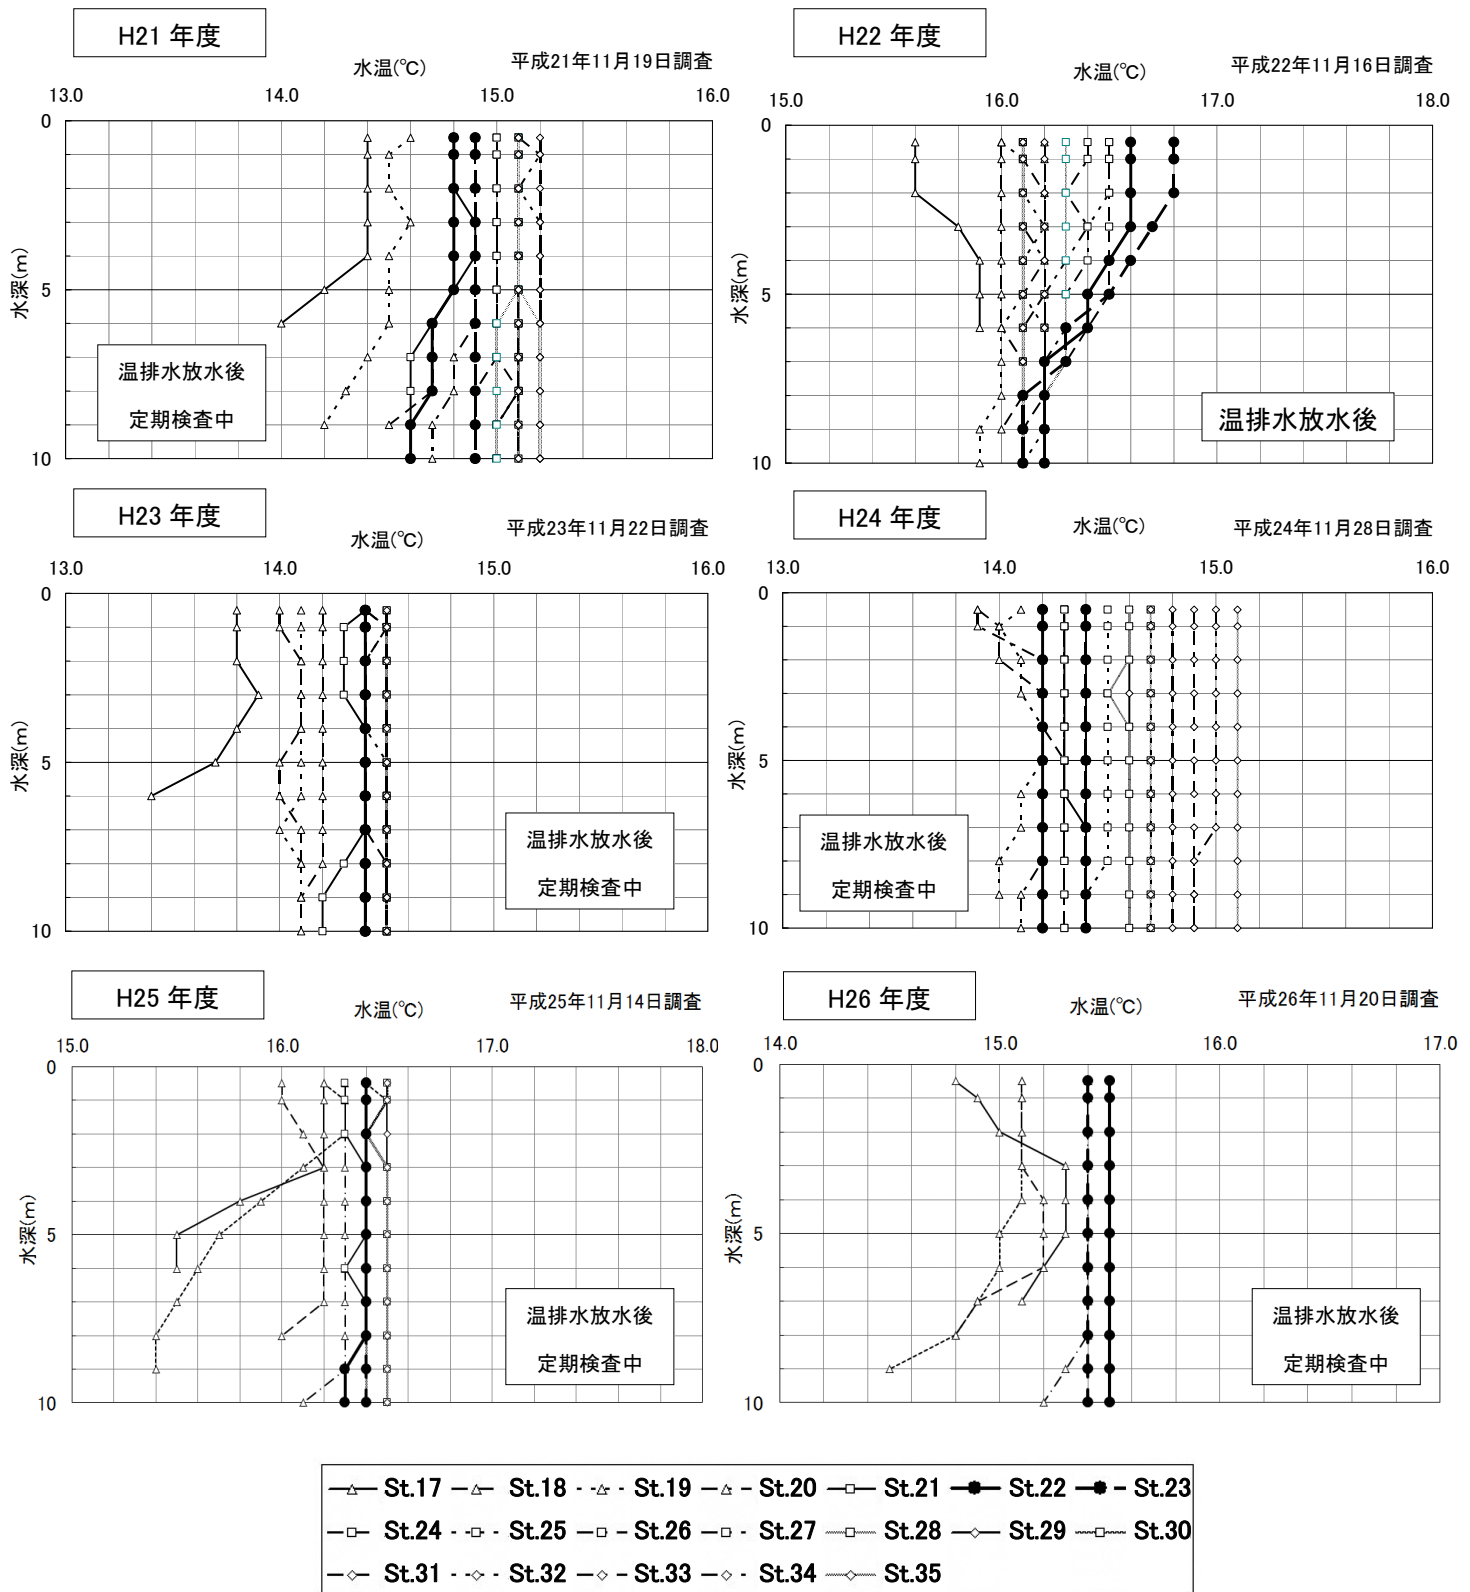 H21 年度
平成21年11月19日調査
水温(℃)
13.0 14.0 15.0 16.0
0
5
10
水深(m)
温排水放水後
定期検査中
H22 年度
平成22年11月16日調査
水温(℃)
15.0 16.0 17.0 18.0
0
5
10
水深(m)
温排水放水後
H23 年度
平成23年11月22日調査
水温(℃)
13.0 14.0 15.0 16.0
0
5
10
水深(m)
温排水放水後
定期検査中
H24 年度
平成24年11月28日調査
水温(℃)
13.0 14.0 15.0 16.0
0
5
10
水深(m)
温排水放水後
定期検査中
H25 年度
平成25年11月14日調査
水温(℃)
15.0 16.0 17.0 18.0
0
5
10
水深(m)
温排水放水後
定期検査中
H26 年度
平成26年11月20日調査
水温(℃)
14.0 15.0 16.0 17.0
0
5
10
水深(m)
温排水放水後
定期検査中
St.17 St.18 St.19 St.20 St.21 St.22 St.23
St.24 St.25 St.26 St.27 St.28 St.29 St.30
St.31 St.32 St.33 St.34 St.35